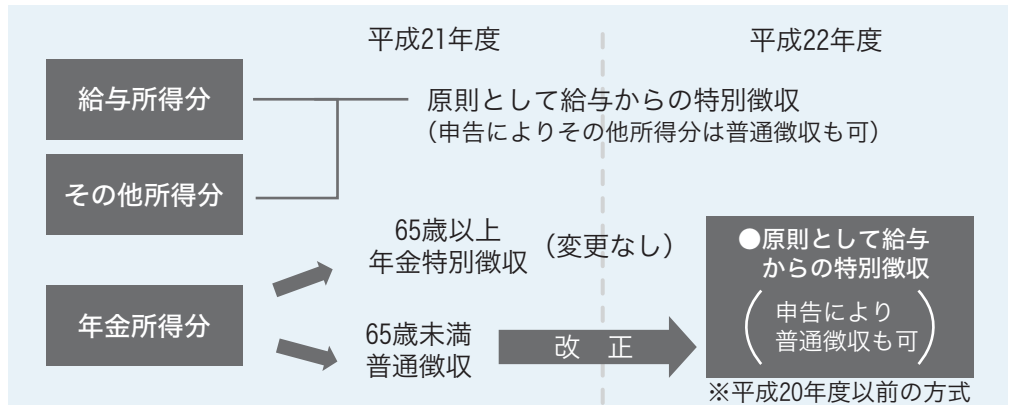 平成21年度
平成22年度
給与所得分
原則として給与からの特別徴収
（申告によりその他所得分は普通徴収も可）
その他所得分
65歳以上
年金特別徴収
（変更なし）
年金所得分
65歳未満
普通徴収
改 正
●原則として給与
からの特別徴収
（申告により
普通徴収も可）
※平成20年度以前の方式